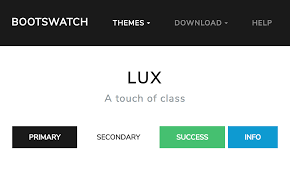 BOOTSWATCH THEMES DOWNLOAD HELP
LUX
A touch of class
PRIMARY SECONDARY SUCCESS INFO